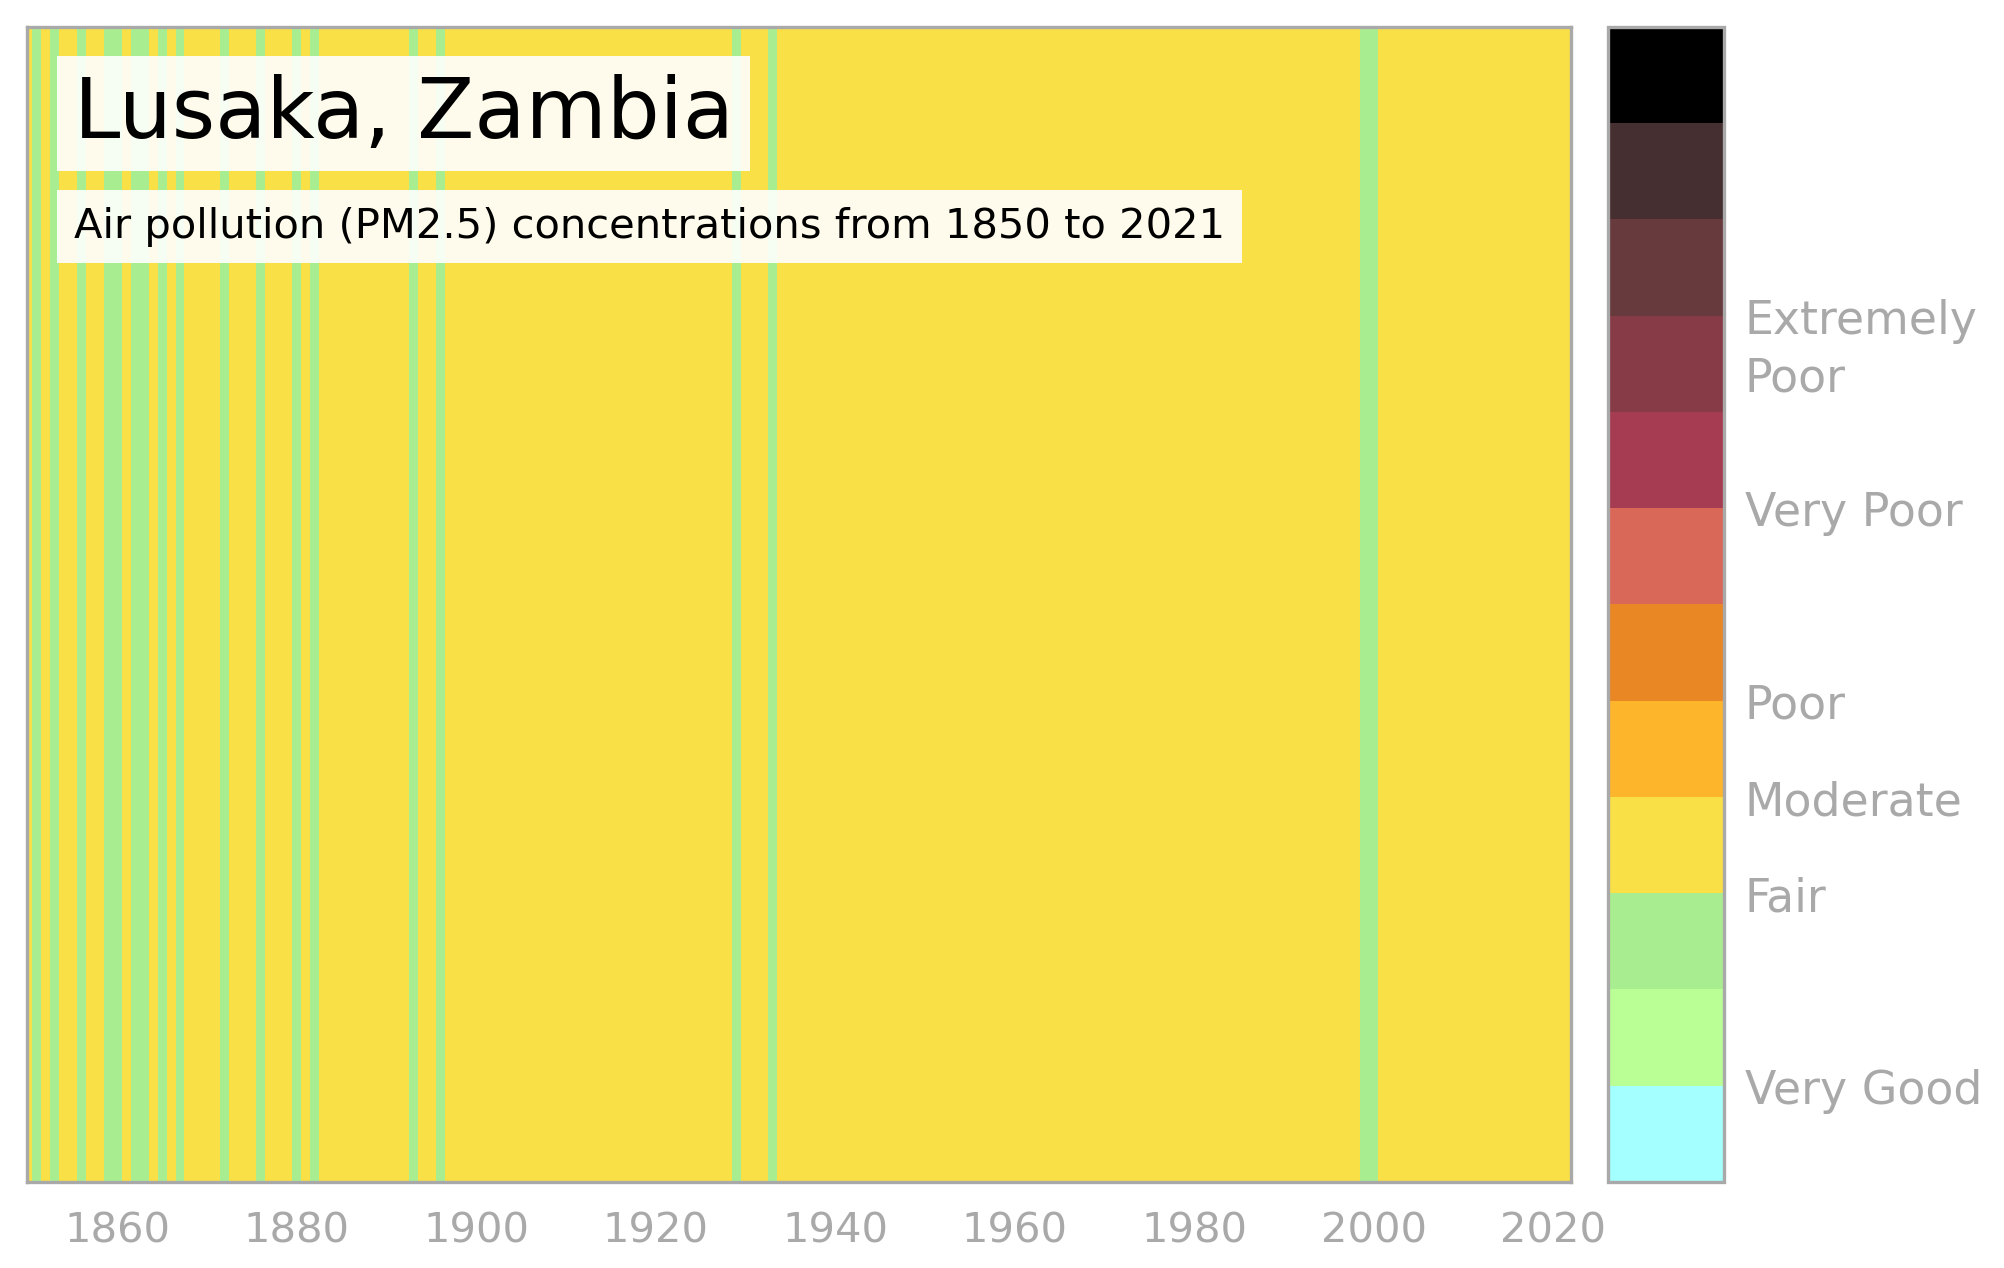 Lusaka, Zambia
Air pollution (PM2.5) concentrations from 1850 to 2021
Extremely
Poor
Very Poor
Poor
Moderate
Fair
Very Good
1860 1880 1900 1920 1940 1960 1980 2000 2020